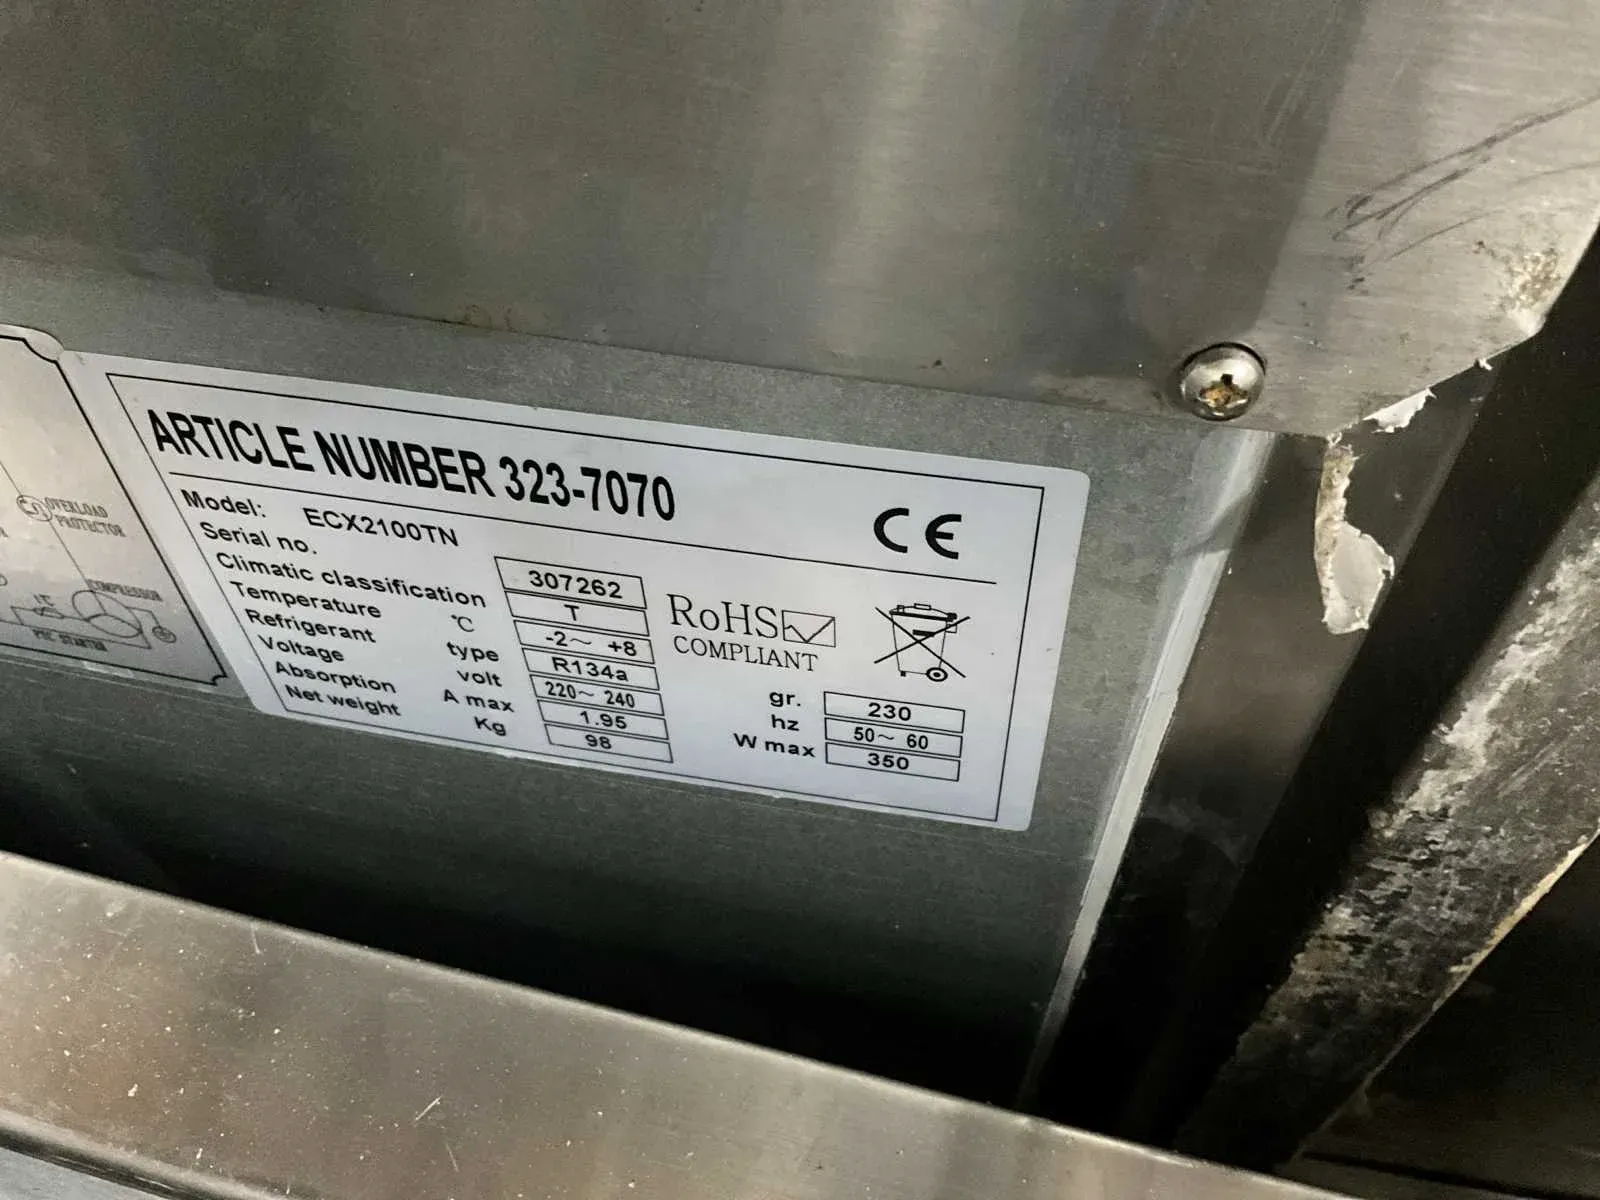 OVERLOAD
PROTECTOR
COMPRESSOR
PTC STARTER
ARTICLE NUMBER 323-7070
CE
Model: ECX2100TN
Serial no. 307262
Climatic classification T
Temperature °C -2~ +8
Refrigerant type R134a gr. 230
Voltage volt 220~ 240 hz 50~ 60
Absorption A max 1.95 W max 350
Net weight Kg 98
RoHS
COMPLIANT